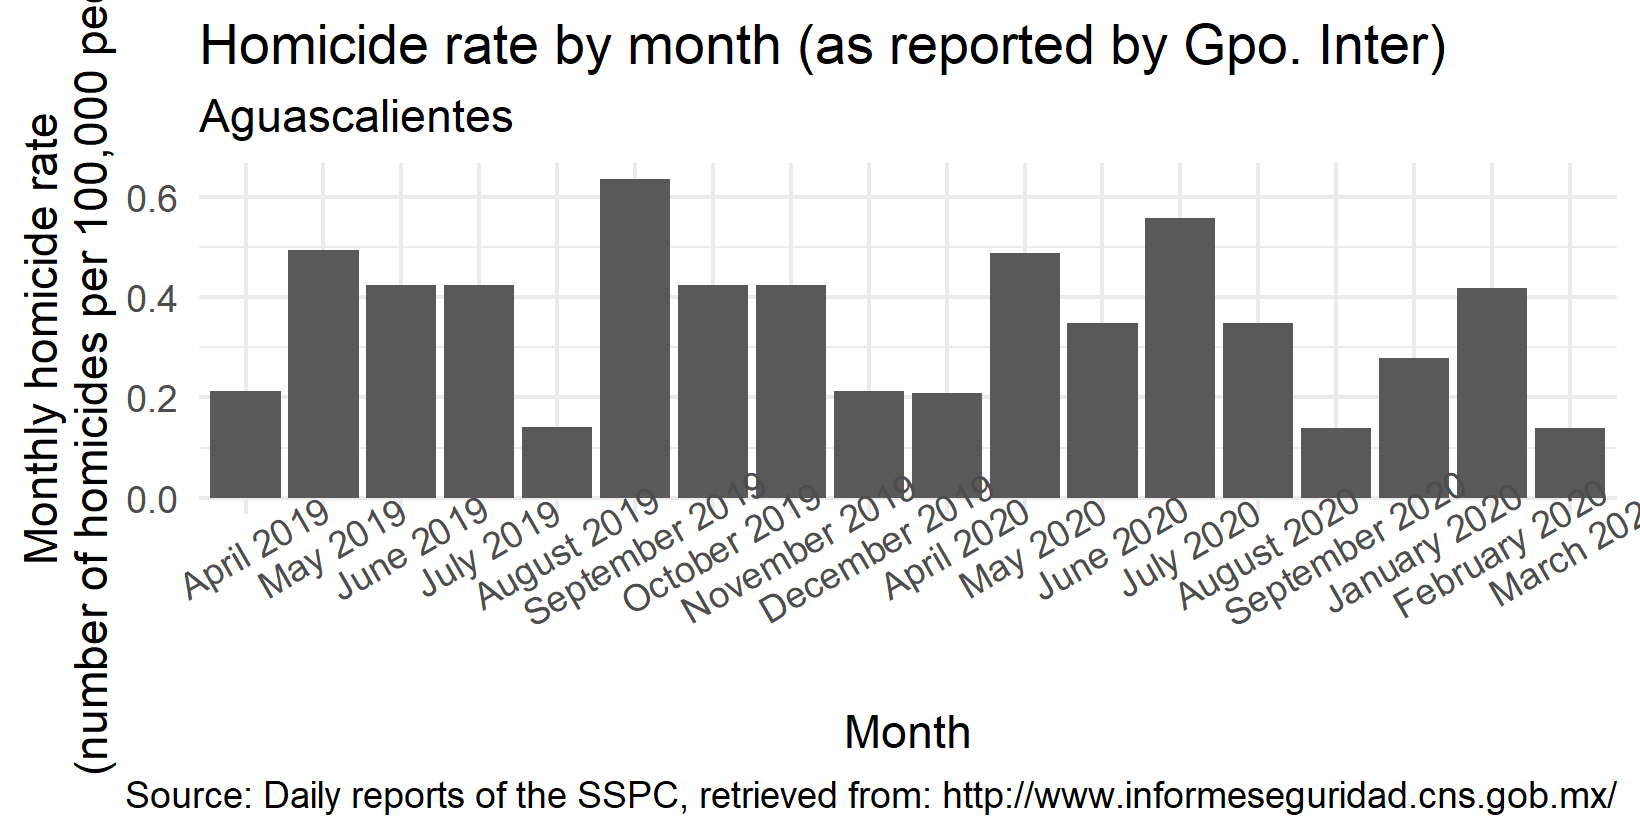 Homicide rate by month (as reported by Gpo. Inter)
Aguascalientes
Monthly homicide rate
(number of homicides per 100,000
0.6
0.4
0.2
0.0
April 2019
May 2019
June 2019
July 2019
August 2019
September 2019
October 2019
November 2019
December 2019
April 2020
May 2020
June 2020
July 2020
August 2020
September 2020
January 2020
February 2020
March 202
Month
Source: Daily reports of the SSPC, retrieved from: http://www.informeseguridad.cns.gob.mx/